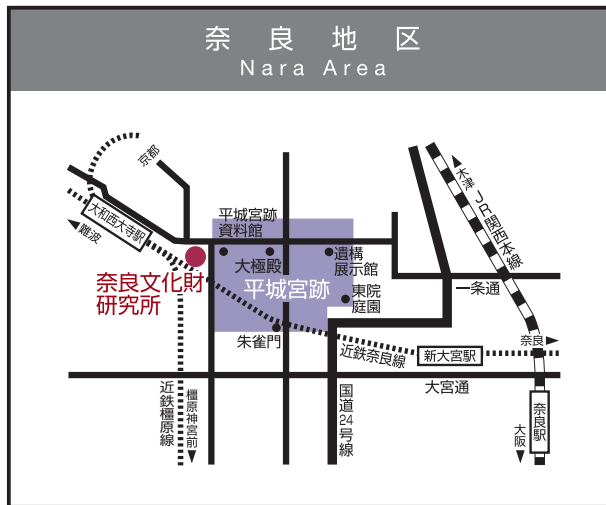 奈良地区
Nara Area
京都
木津
JR関西本線
大和西大寺駅
難波
平城宮跡
資料館
大極殿
遺構
展示館
奈良文化財
研究所
平城宮跡
東院
庭園
一条通
朱雀門
近鉄奈良線
新大宮駅
奈良
大宮通
近鉄橿原線
橿原神宮前
国道24号線
大阪
奈良駅